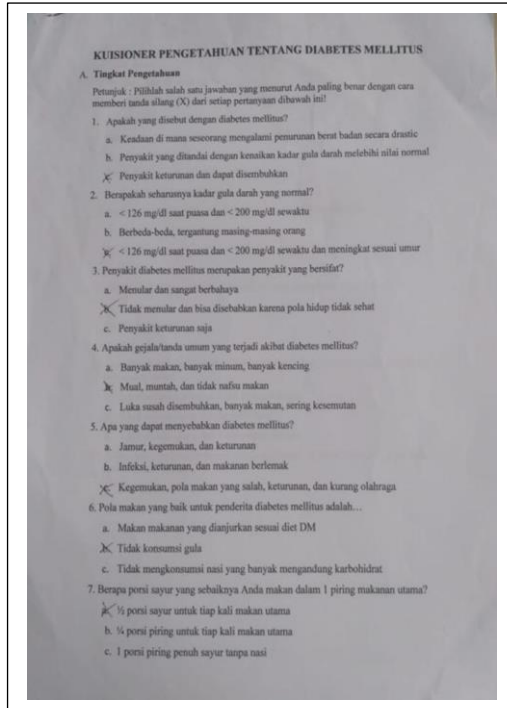 KUISIONER PENGETAHUAN TENTANG DIABETES MELLITUS
A. Tingkat Pengetahuan
Petunjuk : Pilihlah salah satu jawaban yang menurut Anda paling benar dengan cara
memberi tanda silang (X) dari setiap pertanyaan dibawah ini!
1. Apakah yang disebut dengan diabetes mellitus?
a. Keadaan di mana seseorang mengalami penurunan berat badan secara drastic
b. Penyakit yang ditandai dengan kenaikan kadar gula darah melebihi nilai normal
c. Penyakit keturunan dan dapat disembuhkan
2. Berapakah seharusnya kadar gula darah yang normal?
a. < 126 mg/dl saat puasa dan < 200 mg/dl sewaktu
b. Berbeda-beda, tergantung masing-masing orang
c. < 126 mg/dl saat puasa dan < 200 mg/dl sewaktu dan meningkat sesuai umur
3. Penyakit diabetes mellitus merupakan penyakit yang bersifat?
a. Menular dan sangat berbahaya
b. Tidak menular dan bisa disebabkan karena pola hidup tidak sehat
c. Penyakit keturunan saja
4. Apakah gejala/tanda umum yang terjadi akibat diabetes mellitus?
a. Banyak makan, banyak minum, banyak kencing
b. Mual, muntah, dan tidak nafsu makan
c. Luka susah disembuhkan, banyak makan, sering kesemutan
5. Apa yang dapat menyebabkan diabetes mellitus?
a. Jamur, kegemukan, dan keturunan
b. Infeksi, keturunan, dan makanan berlemak
c. Kegemukan, pola makan yang salah, keturunan, dan kurang olahraga
6. Pola makan yang baik untuk penderita diabetes mellitus adalah…
a. Makan makanan yang dianjurkan sesuai diet DM
b. Tidak konsumsi gula
c. Tidak mengkonsumsi nasi yang banyak mengandung karbohidrat
7. Berapa porsi sayur yang sebaiknya Anda makan dalam 1 piring makanan utama?
a. ½ porsi sayur untuk tiap kali makan utama
b. ¼ porsi piring untuk tiap kali makan utama
c. 1 porsi piring penuh sayur tanpa nasi